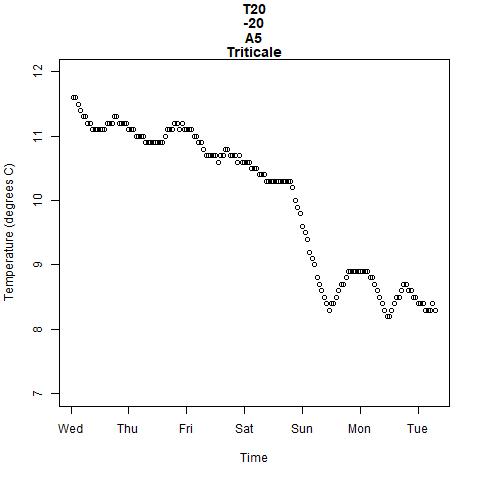 T20
-20
A5
Triticale
Temperature (degrees C)
12
11
10
9
8
7
Wed Thu Fri Sat Sun Mon Tue
Time